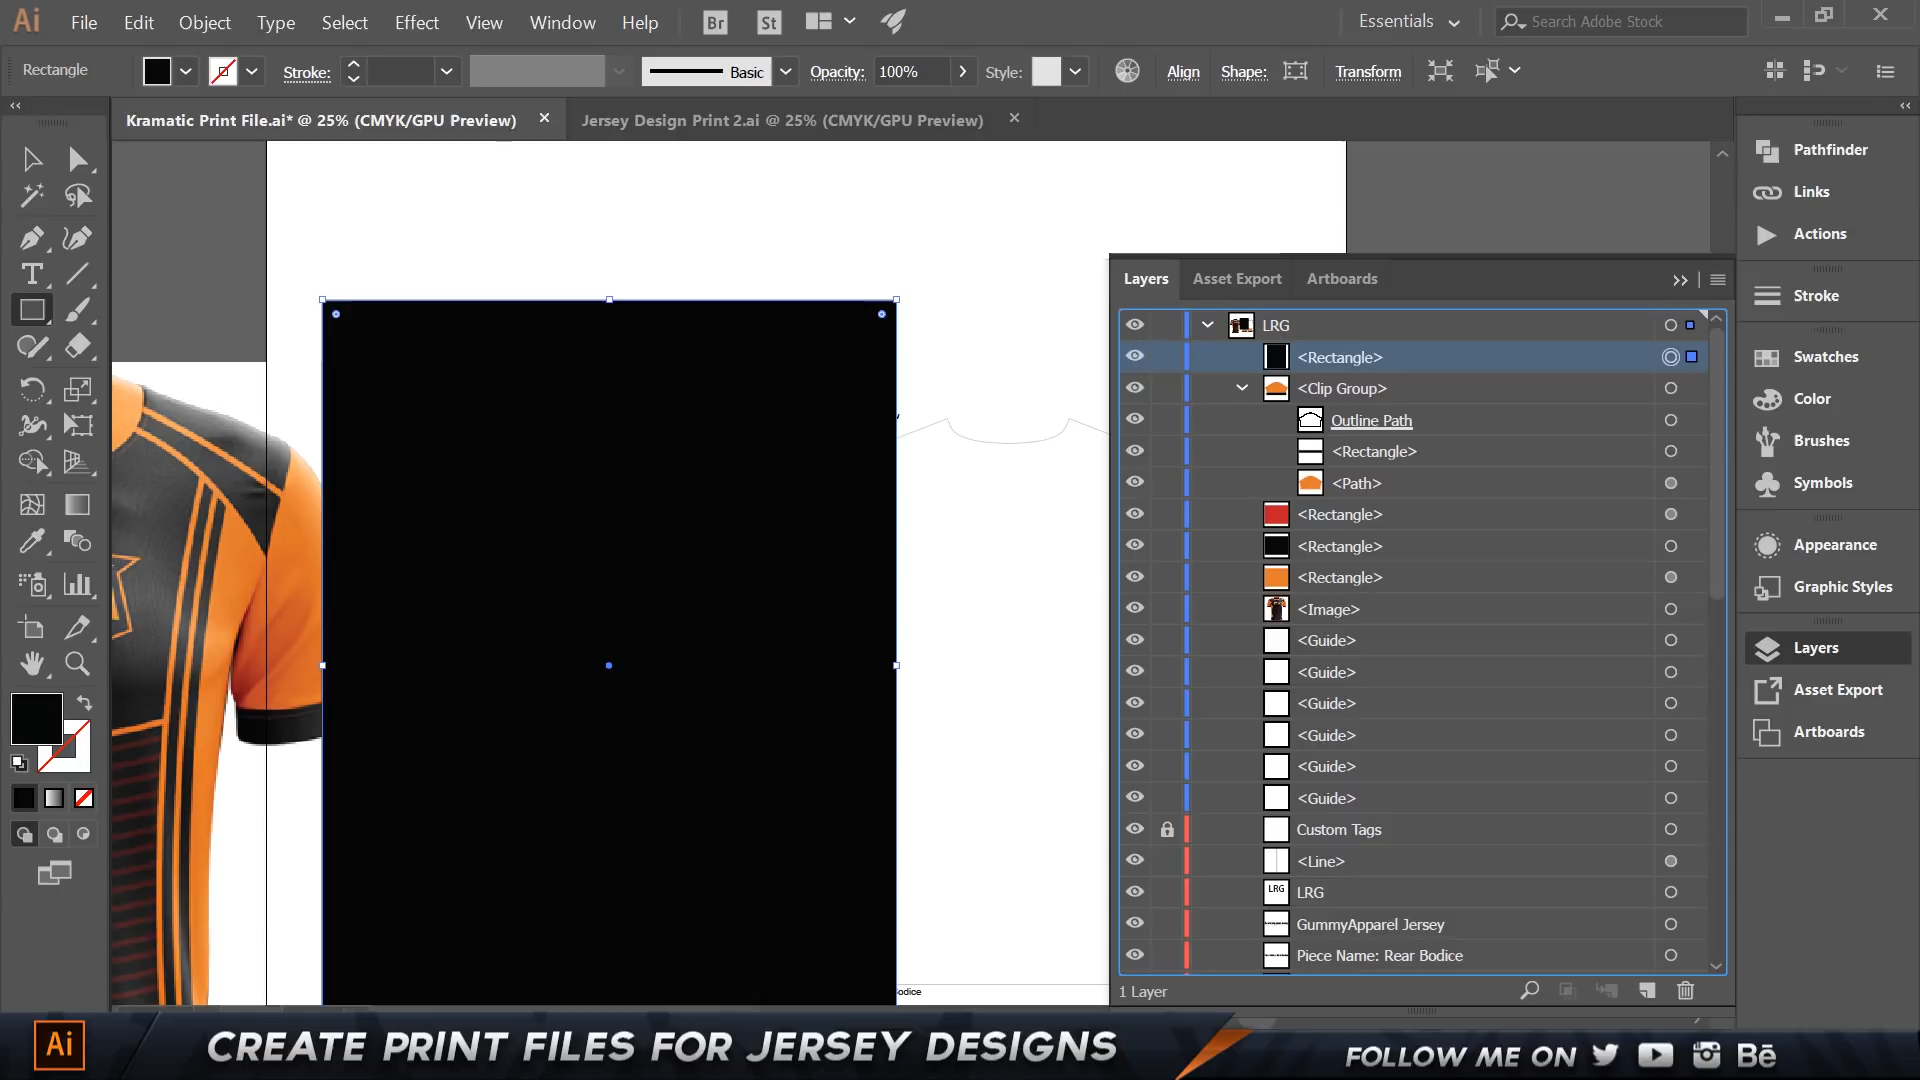 Ai File Edit Object Type Select Effect View Window Help Br St Essentials Search Adobe Stock
Rectangle Stroke: Basic Opacity: 100% Style: Align Shape: Transform
Kramatic Print File.ai* @ 25% (CMYK/GPU Preview) Jersey Design Print 2.ai @ 25% (CMYK/GPU Preview)
Pathfinder
Links
Actions
Stroke
Swatches
Color
Brushes
Symbols
Appearance
Graphic Styles
Layers
Asset Export
Artboards
Layers Asset Export Artboards
LRG
<Rectangle>
<Clip Group>
Outline Path
<Rectangle>
<Path>
<Rectangle>
<Rectangle>
<Rectangle>
<Image>
<Guide>
<Guide>
<Guide>
<Guide>
<Guide>
<Guide>
Custom Tags
<Line>
LRG LRG
GummyApparel Jersey
Piece Name: Rear Bodice
1 Layer
odice
Ai CREATE PRINT FILES FOR JERSEY DESIGNS
FOLLOW ME ON Bē